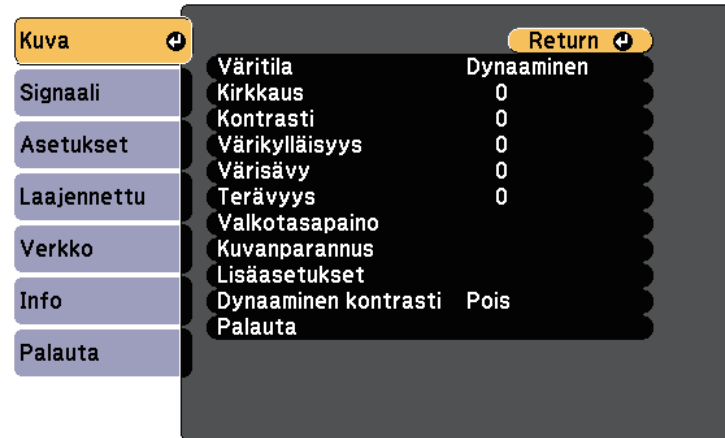 Kuva
Signaali
Asetukset
Laajennettu
Verkko
Info
Palauta
Return
Väritila Dynaaminen
Kirkkaus 0
Kontrasti 0
Värikylläisyys 0
Värisävy 0
Terävyys 0
Valkotasapaino
Kuvanparannus
Lisäasetukset
Dynaaminen kontrasti Pois
Palauta